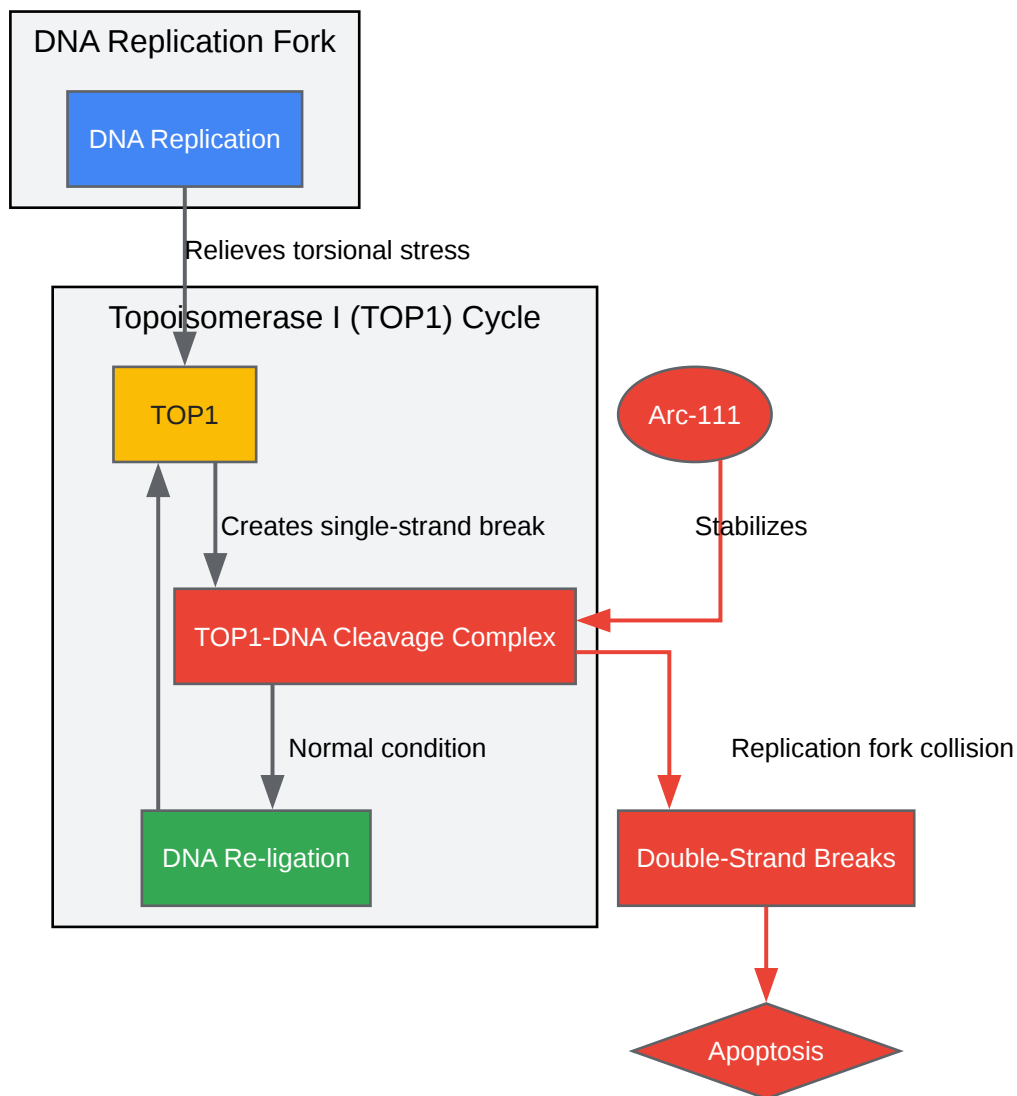 DNA Replication Fork
DNA Replication
Relieves torsional stress
Topoisomerase I (TOP1) Cycle
TOP1
Arc-111
Creates single-strand break
Stabilizes
TOP1-DNA Cleavage Complex
Normal condition
Replication fork collision
DNA Re-ligation
Double-Strand Breaks
Apoptosis